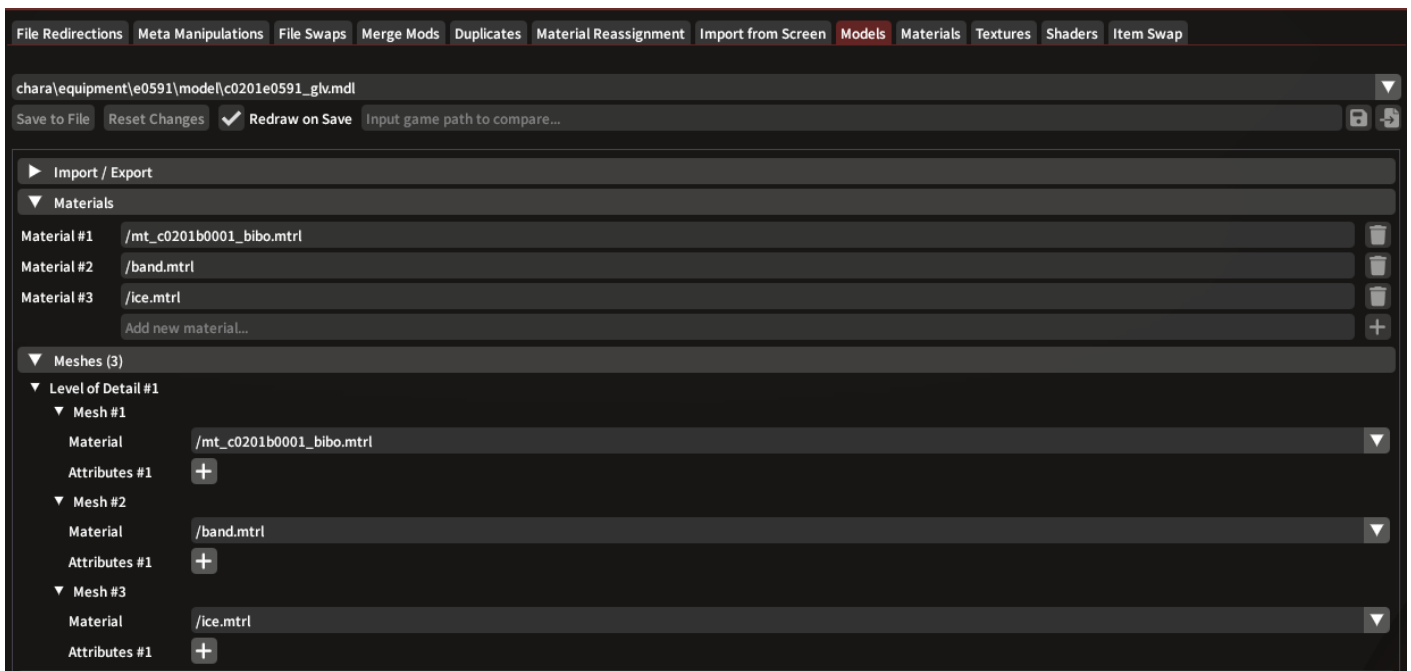 File Redirections Meta Manipulations File Swaps Merge Mods Duplicates Material Reassignment Import from Screen Models Materials Textures Shaders Item Swap
chara\equipment\e0591\model\c0201e0591_glv.mdl
Save to File Reset Changes Redraw on Save Input game path to compare...
Import / Export
Materials
Material #1 /mt_c0201b0001_bibo.mtrl
Material #2 /band.mtrl
Material #3 /ice.mtrl
Add new material...
Meshes (3)
Level of Detail #1
Mesh #1
Material /mt_c0201b0001_bibo.mtrl
Attributes #1
Mesh #2
Material /band.mtrl
Attributes #1
Mesh #3
Material /ice.mtrl
Attributes #1